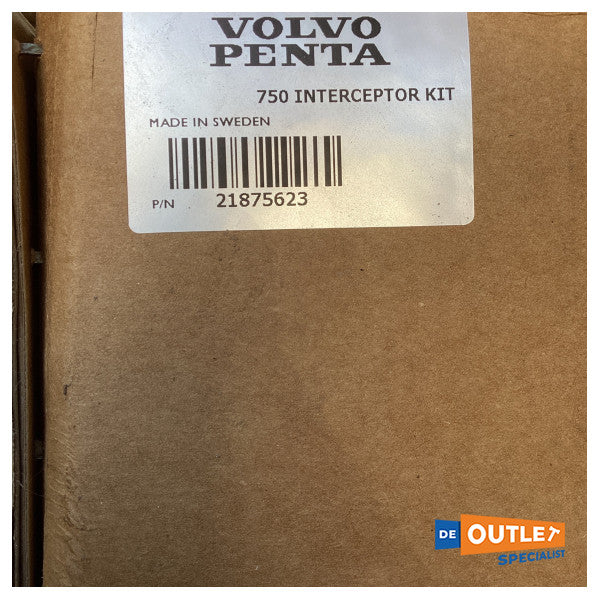 VOLVO
PENTA
750 INTERCEPTOR KIT
MADE IN SWEDEN
P/N 21875623
DE OUTLET
SPECIALIST